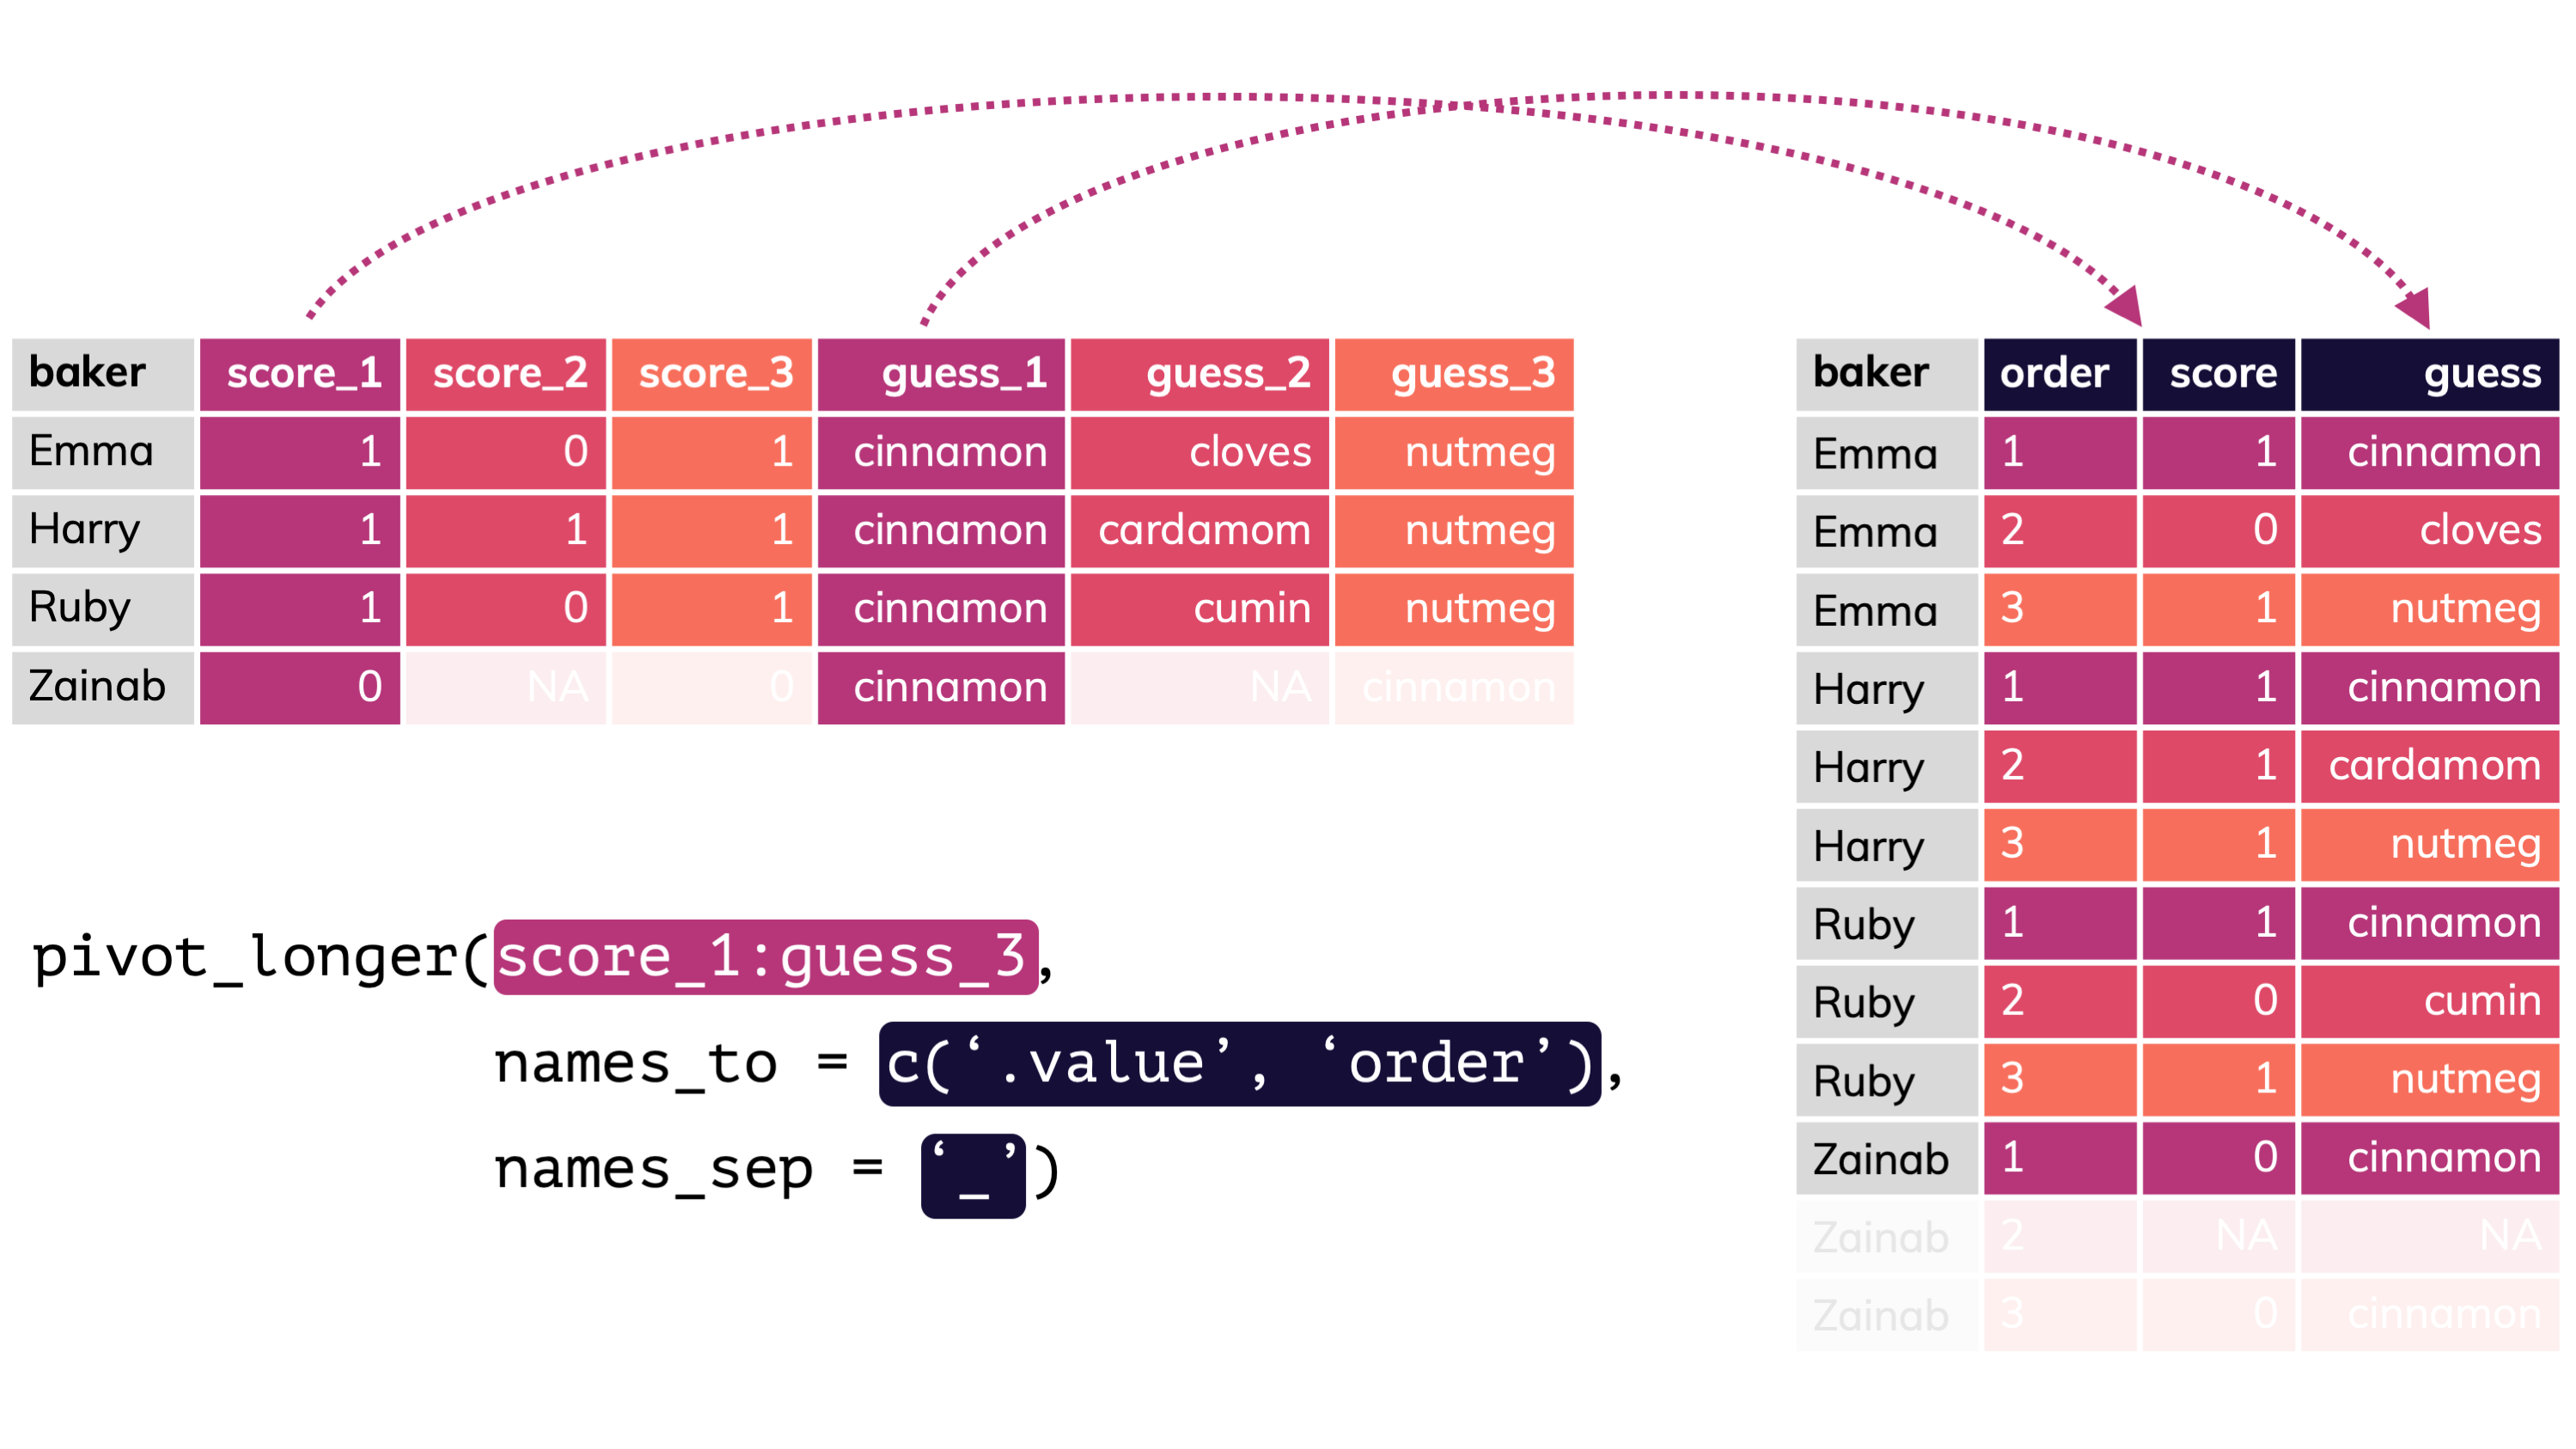 baker score_1 score_2 score_3 guess_1 guess_2 guess_3
Emma 1 0 1 cinnamon cloves nutmeg
Harry 1 1 1 cinnamon cardamom nutmeg
Ruby 1 0 1 cinnamon cumin nutmeg
Zainab 0 NA 0 cinnamon NA cinnamon
pivot_longer(score_1:guess_3,
names_to = c(‘.value’, ‘order’),
names_sep = ‘_’)
baker order score guess
Emma 1 1 cinnamon
Emma 2 0 cloves
Emma 3 1 nutmeg
Harry 1 1 cinnamon
Harry 2 1 cardamom
Harry 3 1 nutmeg
Ruby 1 1 cinnamon
Ruby 2 0 cumin
Ruby 3 1 nutmeg
Zainab 1 0 cinnamon
Zainab 2 NA NA
Zainab 3 0 cinnamon